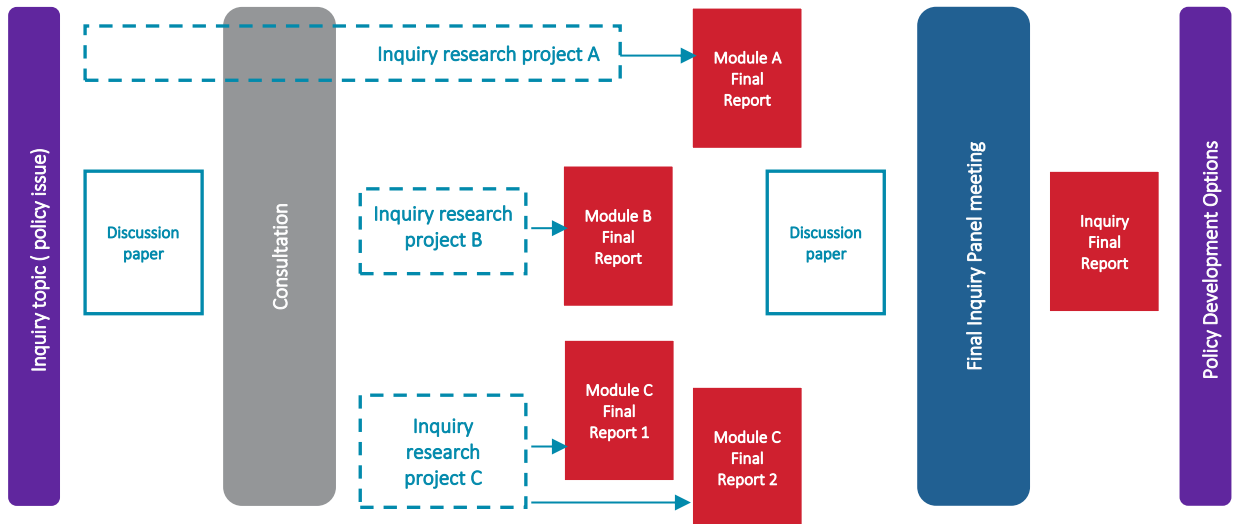 Inquiry topic ( policy issue)
Discussion
paper
Consultation
Inquiry research project A
Module A
Final
Report
Inquiry research
project B
Module B
Final
Report
Inquiry
research
project C
Module C
Final
Report 1
Module C
Final
Report 2
Discussion
paper
Final Inquiry Panel meeting
Inquiry
Final
Report
Policy Development Options